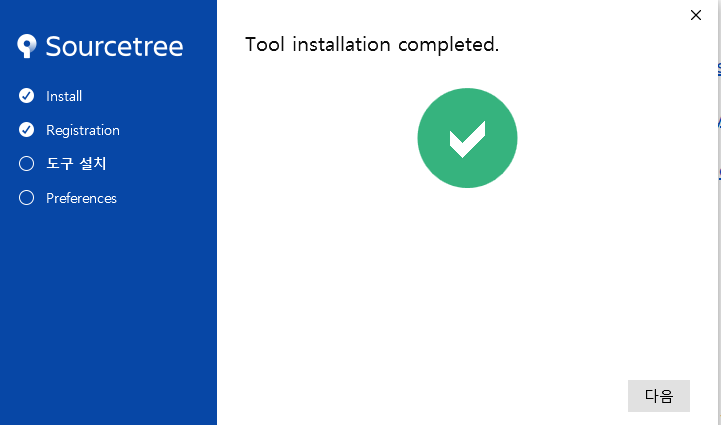 Sourcetree
Install
Registration
도구 설치
Preferences
Tool installation completed.
다음